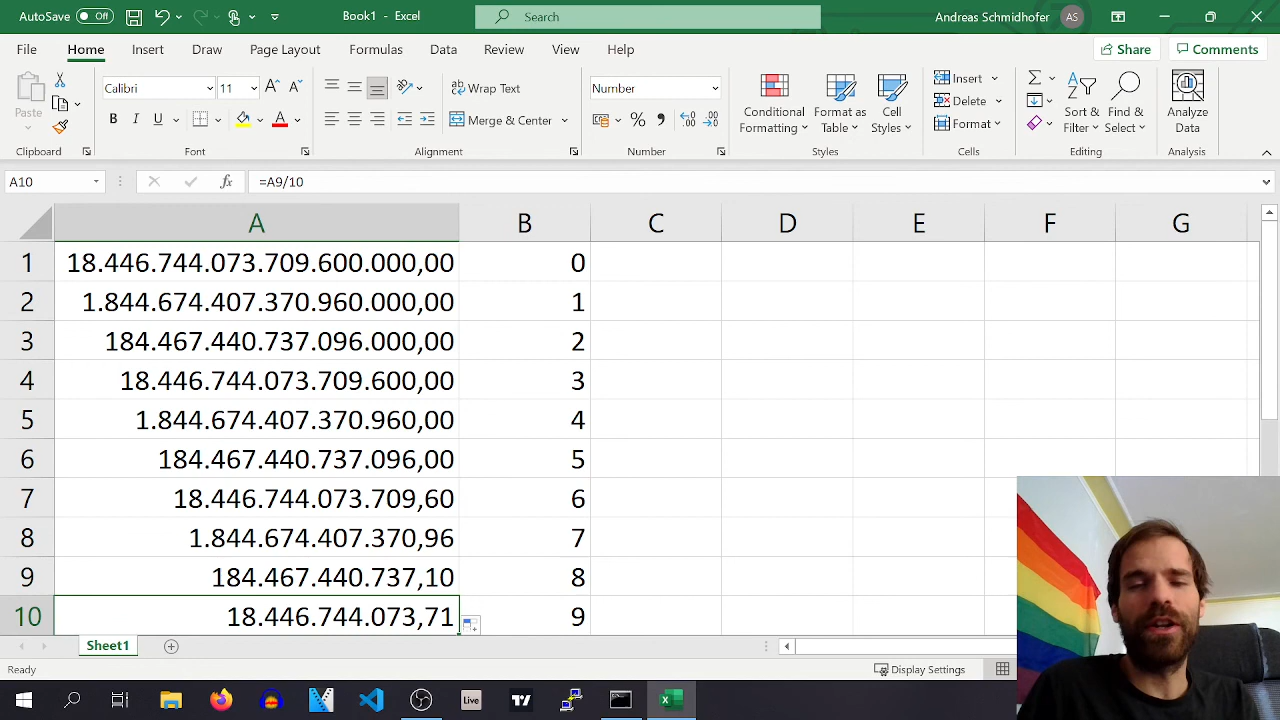 AutoSave Off Book1 - Excel Search Andreas Schmidhofer AS
File Home Insert Draw Page Layout Formulas Data Review View Help Share Comments
Paste
Clipboard
Calibri 11
B I U A
Font
Wrap Text
Merge & Center
Alignment
Number
% ,
Number
Conditional Formatting
Format as Table
Cell Styles
Styles
Insert
Delete
Format
Cells
Sort & Filter
Find & Select
Editing
Analyze Data
Analysis
A10 fx =A9/10
A B C D E F G
1 18.446.744.073.709.600.000,00 0
2 1.844.674.407.370.960.000,00 1
3 184.467.440.737.096.000,00 2
4 18.446.744.073.709.600,00 3
5 1.844.674.407.370.960,00 4
6 184.467.440.737.096,00 5
7 18.446.744.073.709,60 6
8 1.844.674.407.370,96 7
9 184.467.440.737,10 8
10 18.446.744.073,71 9
Sheet1
Ready Display Settings
Live